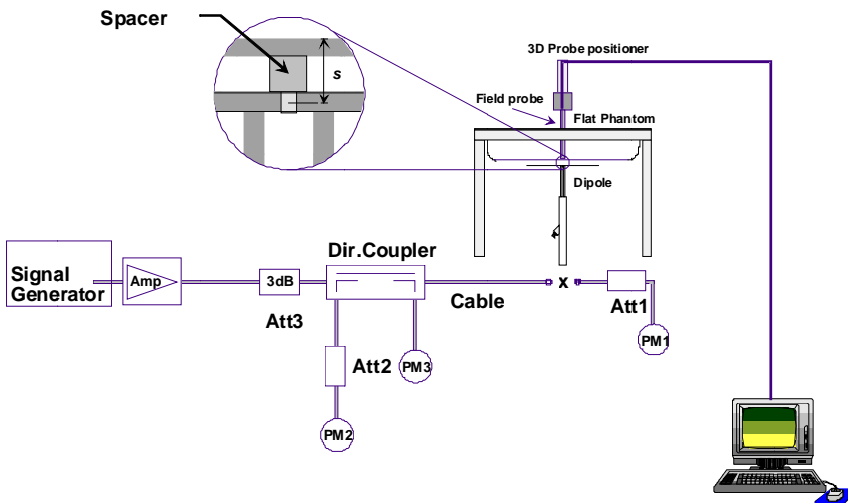 Spacer
s
3D Probe positioner
Field probe
Flat Phantom
Dipole
Dir.Coupler
Signal
Generator
Amp
3dB
Cable
x
Att1
Att3
PM1
Att2
PM3
PM2